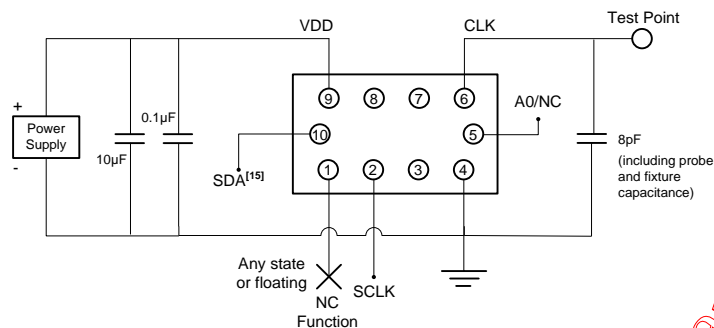 Test Point
VDD
CLK
9
8
7
6
A0/NC
+
Power
Supply
-
0.1µF
10µF
10
5
8pF
(including probe
and fixture
capacitance)
SDA[15]
1
2
3
4
Any state
or floating
NC
Function
SCLK